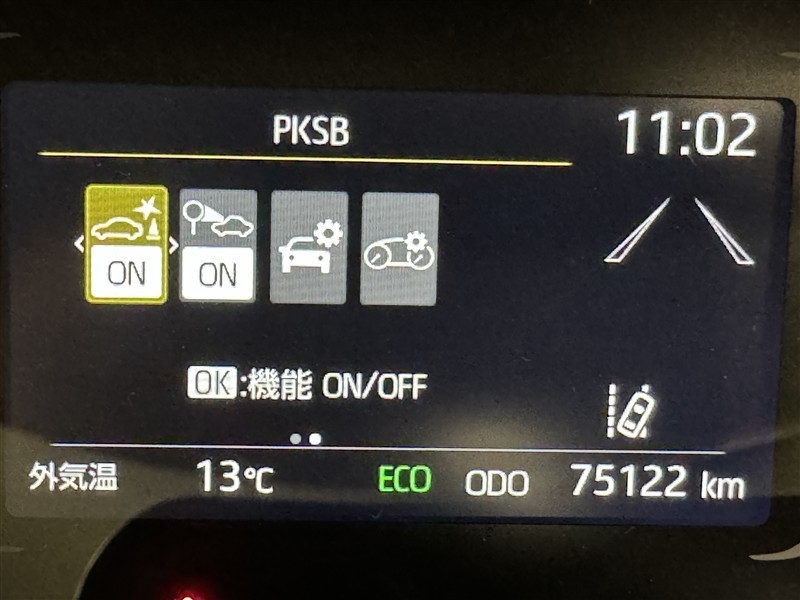 PKSB
11:02
ON
ON
OK:機能 ON/OFF
外気温 13℃ ECO ODO 75122 km